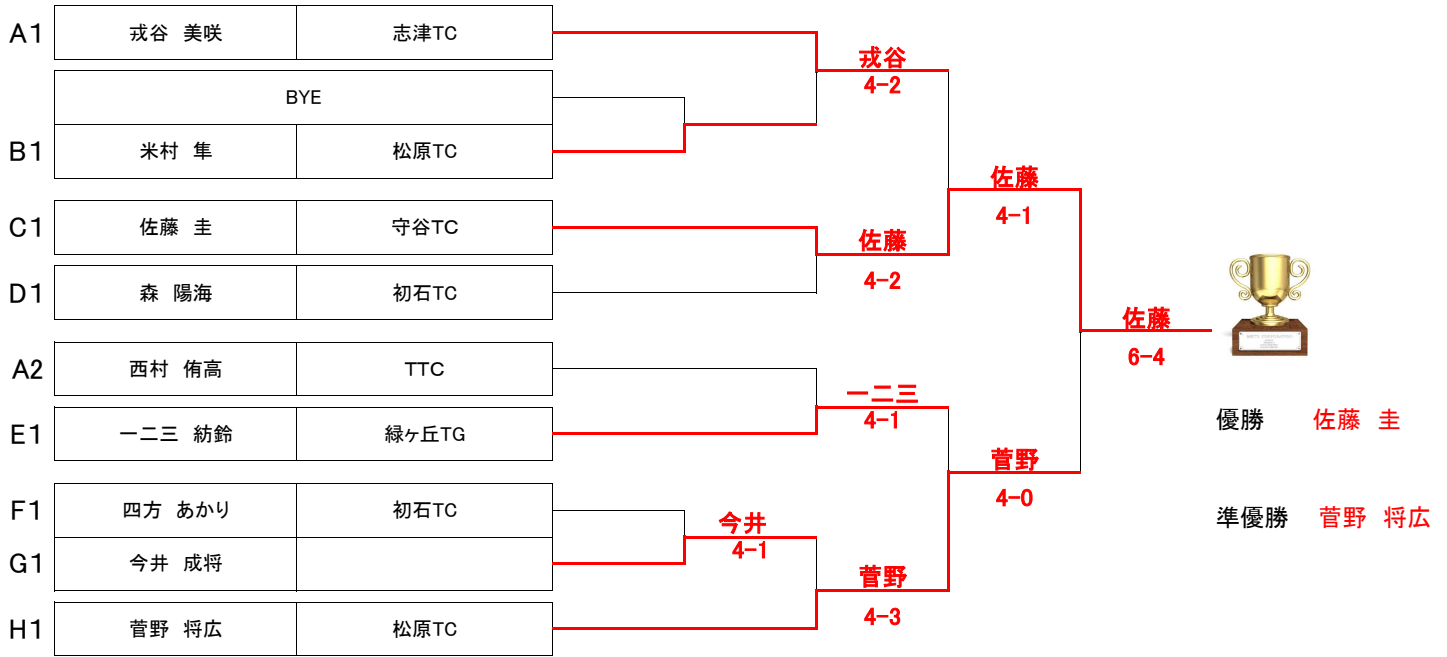 A1 戎谷 美咲 志津TC
BYE
B1 米村 隼 松原TC
C1 佐藤 圭 守谷TC
D1 森 陽海 初石TC
A2 西村 侑高 TTC
E1 一二三 紡鈴 緑ヶ丘TG
F1 四方 あかり 初石TC
G1 今井 成将
H1 菅野 将広 松原TC
今井
4-1
戎谷
4-2
佐藤
4-2
一二三
4-1
菅野
4-3
佐藤
4-1
菅野
4-0
佐藤
6-4
優勝 佐藤 圭
準優勝 菅野 将広